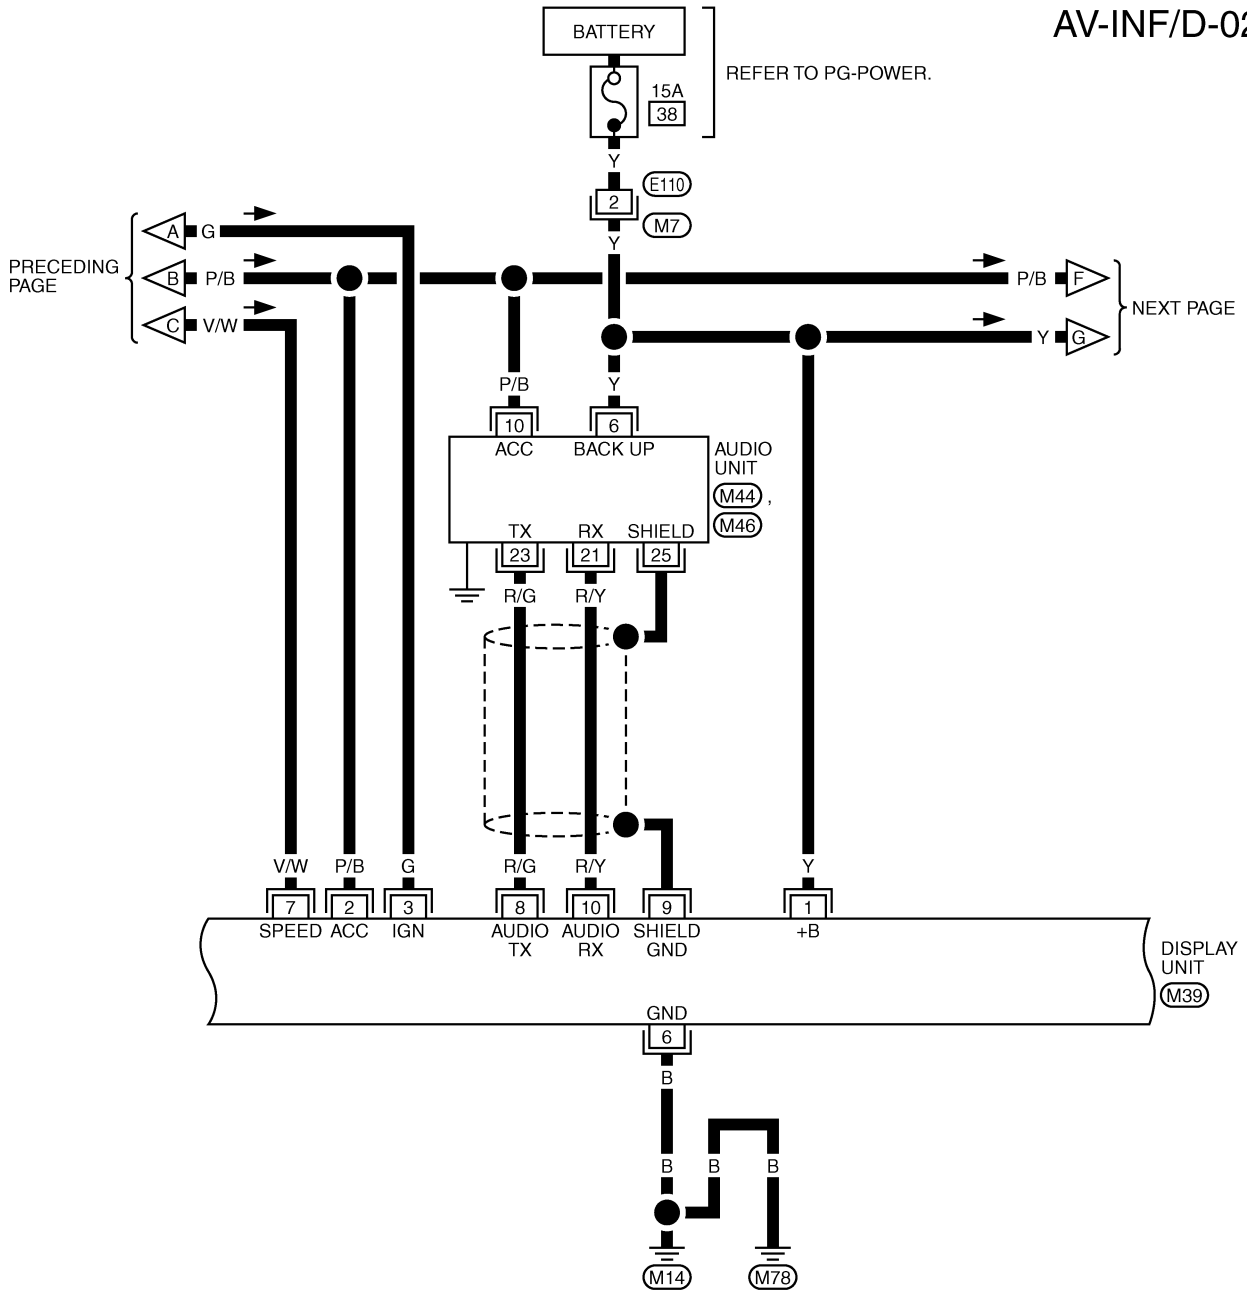 AV-INF/D-02
BATTERY
REFER TO PG-POWER.
15A
38
Y
E110
2
M7
Y
PRECEDING
PAGE
A G
B P/B
C V/W
P/B F
Y G
NEXT PAGE
P/B Y
10 6
ACC BACK UP
AUDIO
UNIT
M44 ,
M46
TX RX SHIELD
23 21 25
R/G R/Y
V/W P/B G R/G R/Y Y
7 2 3 8 10 9 1
SPEED ACC IGN AUDIO AUDIO SHIELD +B
TX RX GND
DISPLAY
UNIT
M39
GND
6
B
B B B
M14 M78